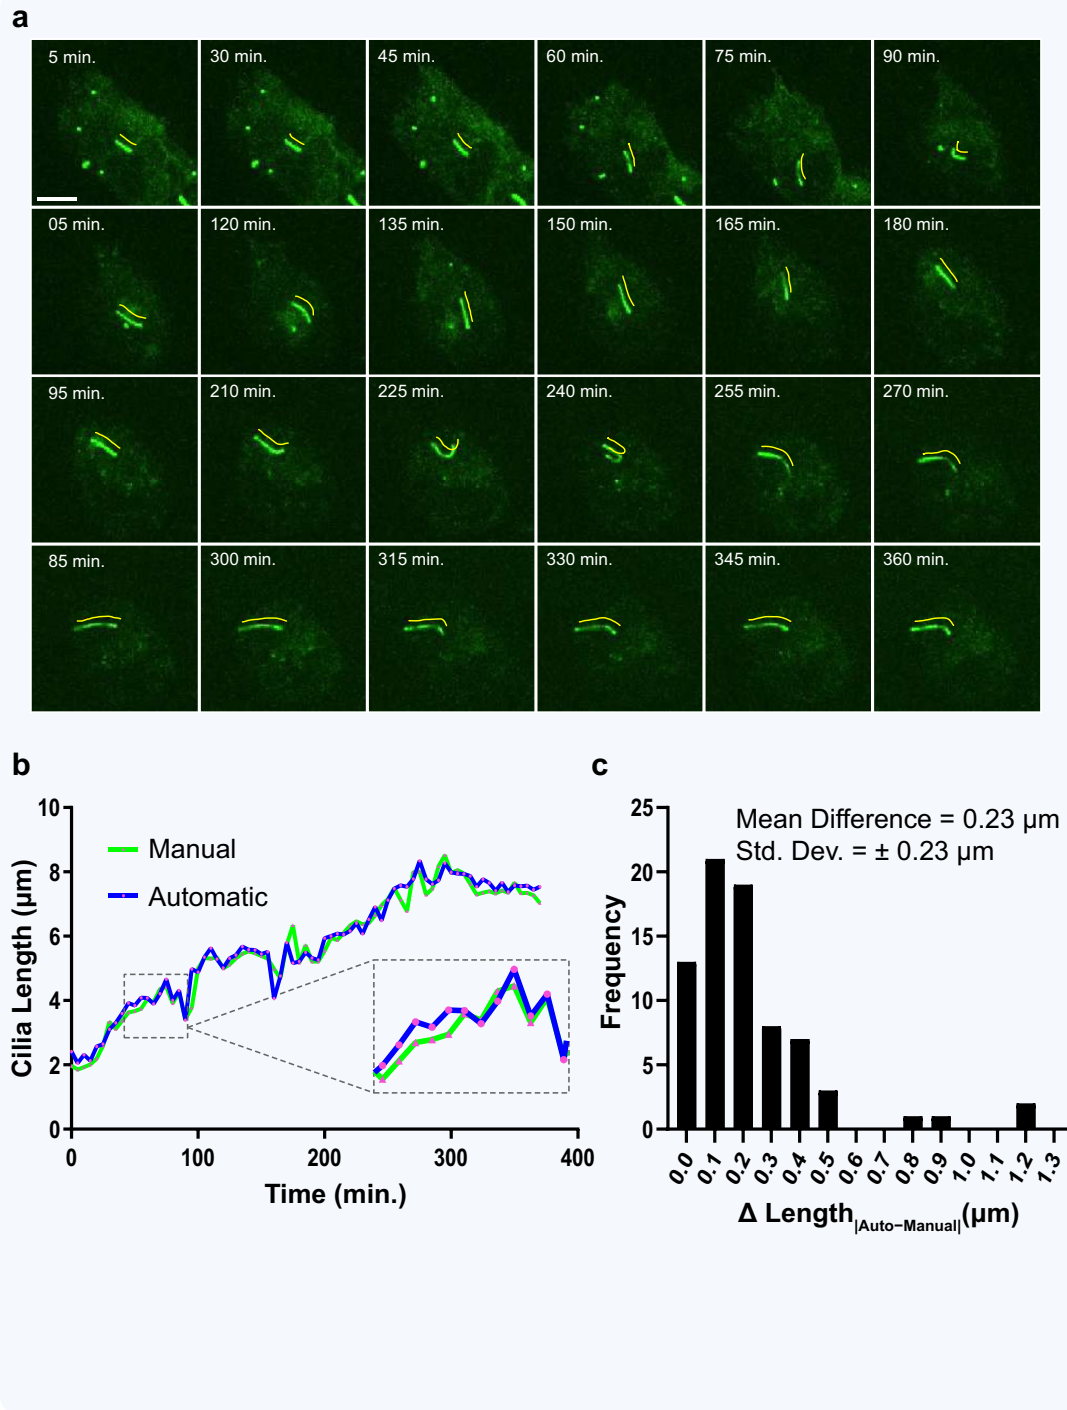 a
5 min.
30 min.
45 min.
60 min.
75 min.
90 min.
05 min.
120 min.
135 min.
150 min.
165 min.
180 min.
95 min.
210 min.
225 min.
240 min.
255 min.
270 min.
85 min.
300 min.
315 min.
330 min.
345 min.
360 min.
b
Cilia Length (μm)
10
8
6
4
2
0
Manual
Automatic
0
100
200
300
400
Time (min.)
c
Frequency
25
20
15
10
5
0
Mean Difference = 0.23 μm
Std. Dev. = ± 0.23 μm
0.0
0.1
0.2
0.3
0.4
0.5
0.6
0.7
0.8
0.9
1.0
1.1
1.2
1.3
Δ Length|Auto−Manual|(μm)